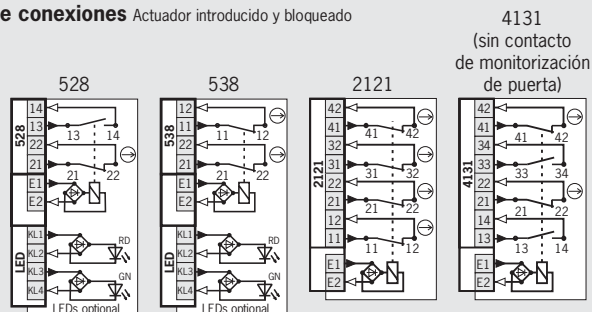 e conexiones Actuador introducido y bloqueado
528
14
13
22
21
E1
E2
KL1
KL2
KL3
KL4
528
LED
13 14
21 22
RD
GN
LEDs optional
538
12
11
22
21
E1
E2
KL1
KL2
KL3
KL4
538
LED
11 12
21 22
RD
GN
LEDs optional
2121
42
41
32
31
22
21
12
11
E1
E2
2121
41 42
31 32
21 22
11 12
4131
(sin contacto
de monitorización
de puerta)
42
41
34
33
22
21
14
13
E1
E2
4131
41 42
33 34
21 22
13 14